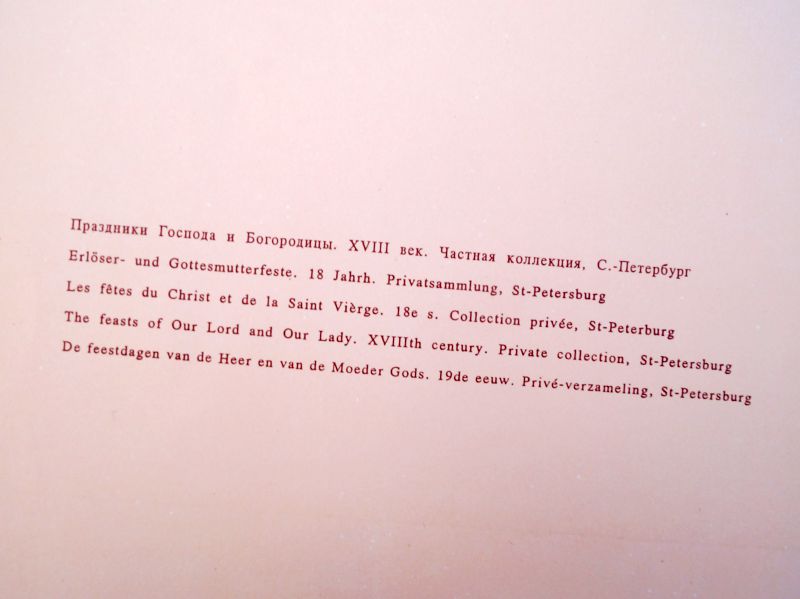 Праздники Господа и Богородицы. XVIII век. Частная коллекция, С.-Петербург
Erlöser- und Gottesmutterfeste. 18 Jahrh. Privatsammlung, St-Petersburg
Les fêtes du Christ et de la Saint Vièrge. 18e s. Collection privée, St-Peterburg
The feasts of Our Lord and Our Lady. XVIIIth century. Private collection, St-Petersburg
De feestdagen van de Heer en van de Moeder Gods. 19de eeuw. Privé-verzameling, St-Petersburg